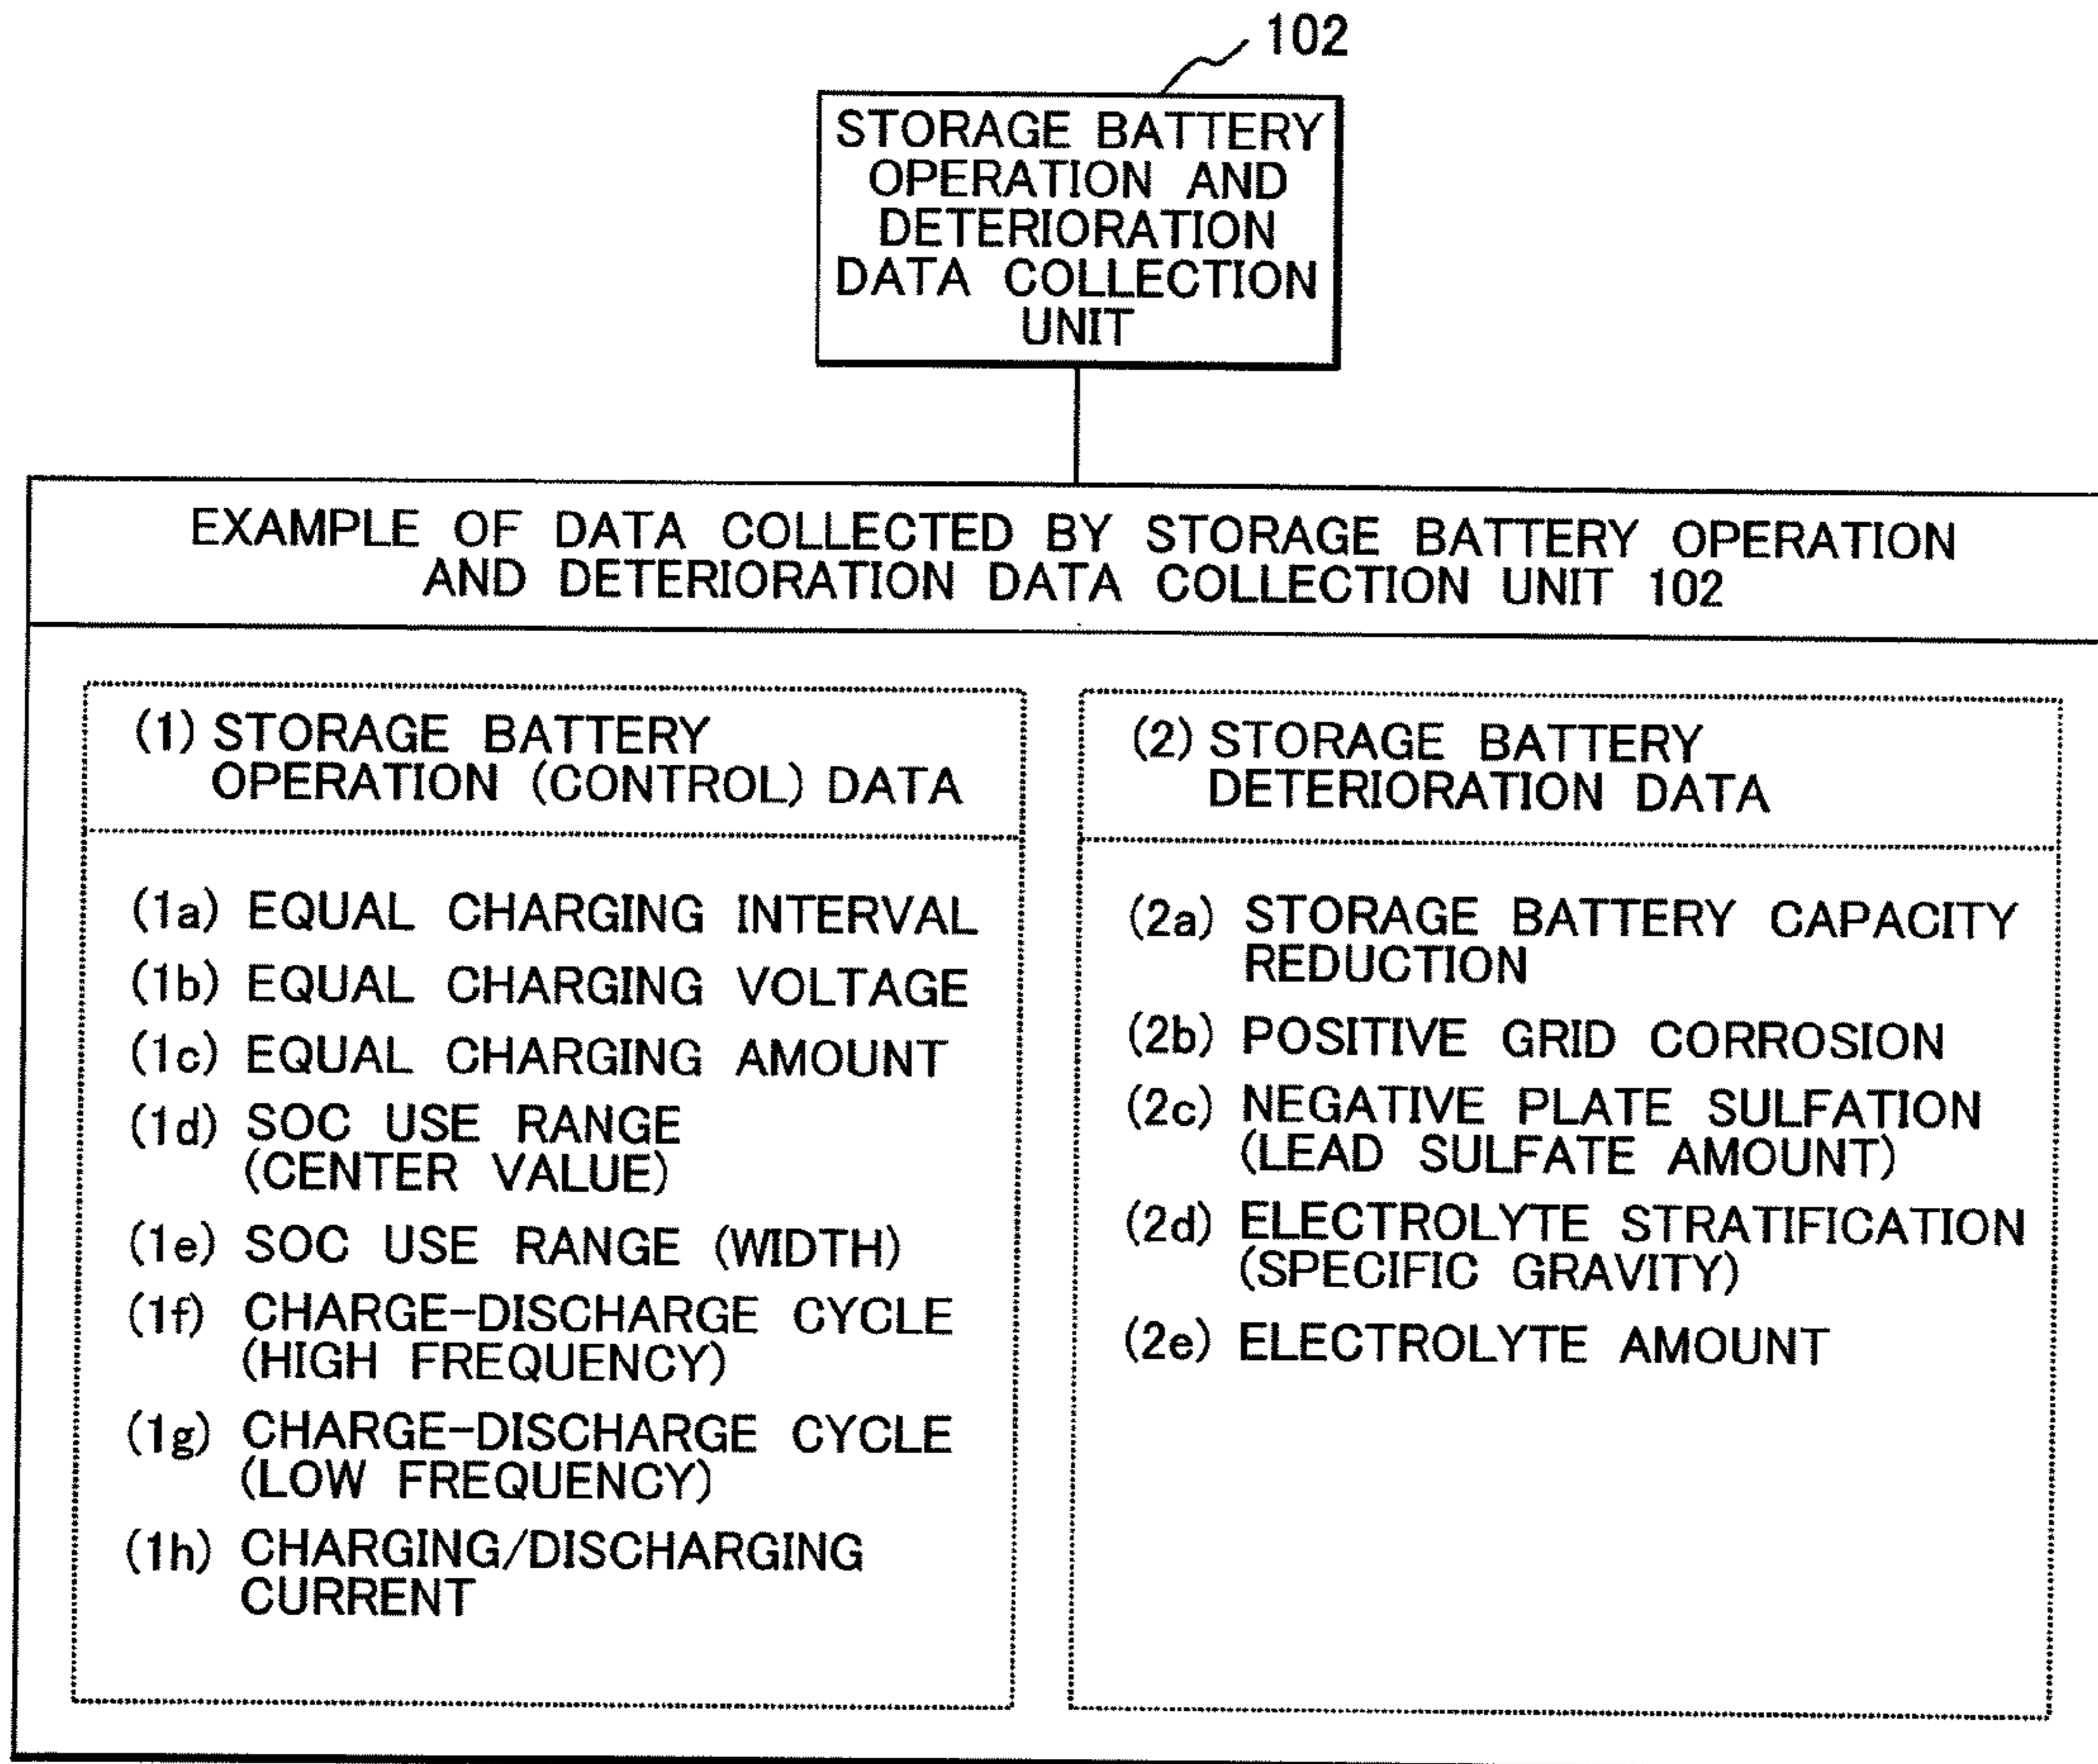 102
STORAGE BATTERY
OPERATION AND
DETERIORATION
DATA COLLECTION
UNIT
EXAMPLE OF DATA COLLECTED BY STORAGE BATTERY OPERATION
AND DETERIORATION DATA COLLECTION UNIT 102
(1) STORAGE BATTERY
OPERATION (CONTROL) DATA
(1a) EQUAL CHARGING INTERVAL
(1b) EQUAL CHARGING VOLTAGE
(1c) EQUAL CHARGING AMOUNT
(1d) SOC USE RANGE
(CENTER VALUE)
(1e) SOC USE RANGE (WIDTH)
(1f) CHARGE-DISCHARGE CYCLE
(HIGH FREQUENCY)
(1g) CHARGE-DISCHARGE CYCLE
(LOW FREQUENCY)
(1h) CHARGING/DISCHARGING
CURRENT
(2) STORAGE BATTERY
DETERIORATION DATA
(2a) STORAGE BATTERY CAPACITY
REDUCTION
(2b) POSITIVE GRID CORROSION
(2c) NEGATIVE PLATE SULFATION
(LEAD SULFATE AMOUNT)
(2d) ELECTROLYTE STRATIFICATION
(SPECIFIC GRAVITY)
(2e) ELECTROLYTE AMOUNT